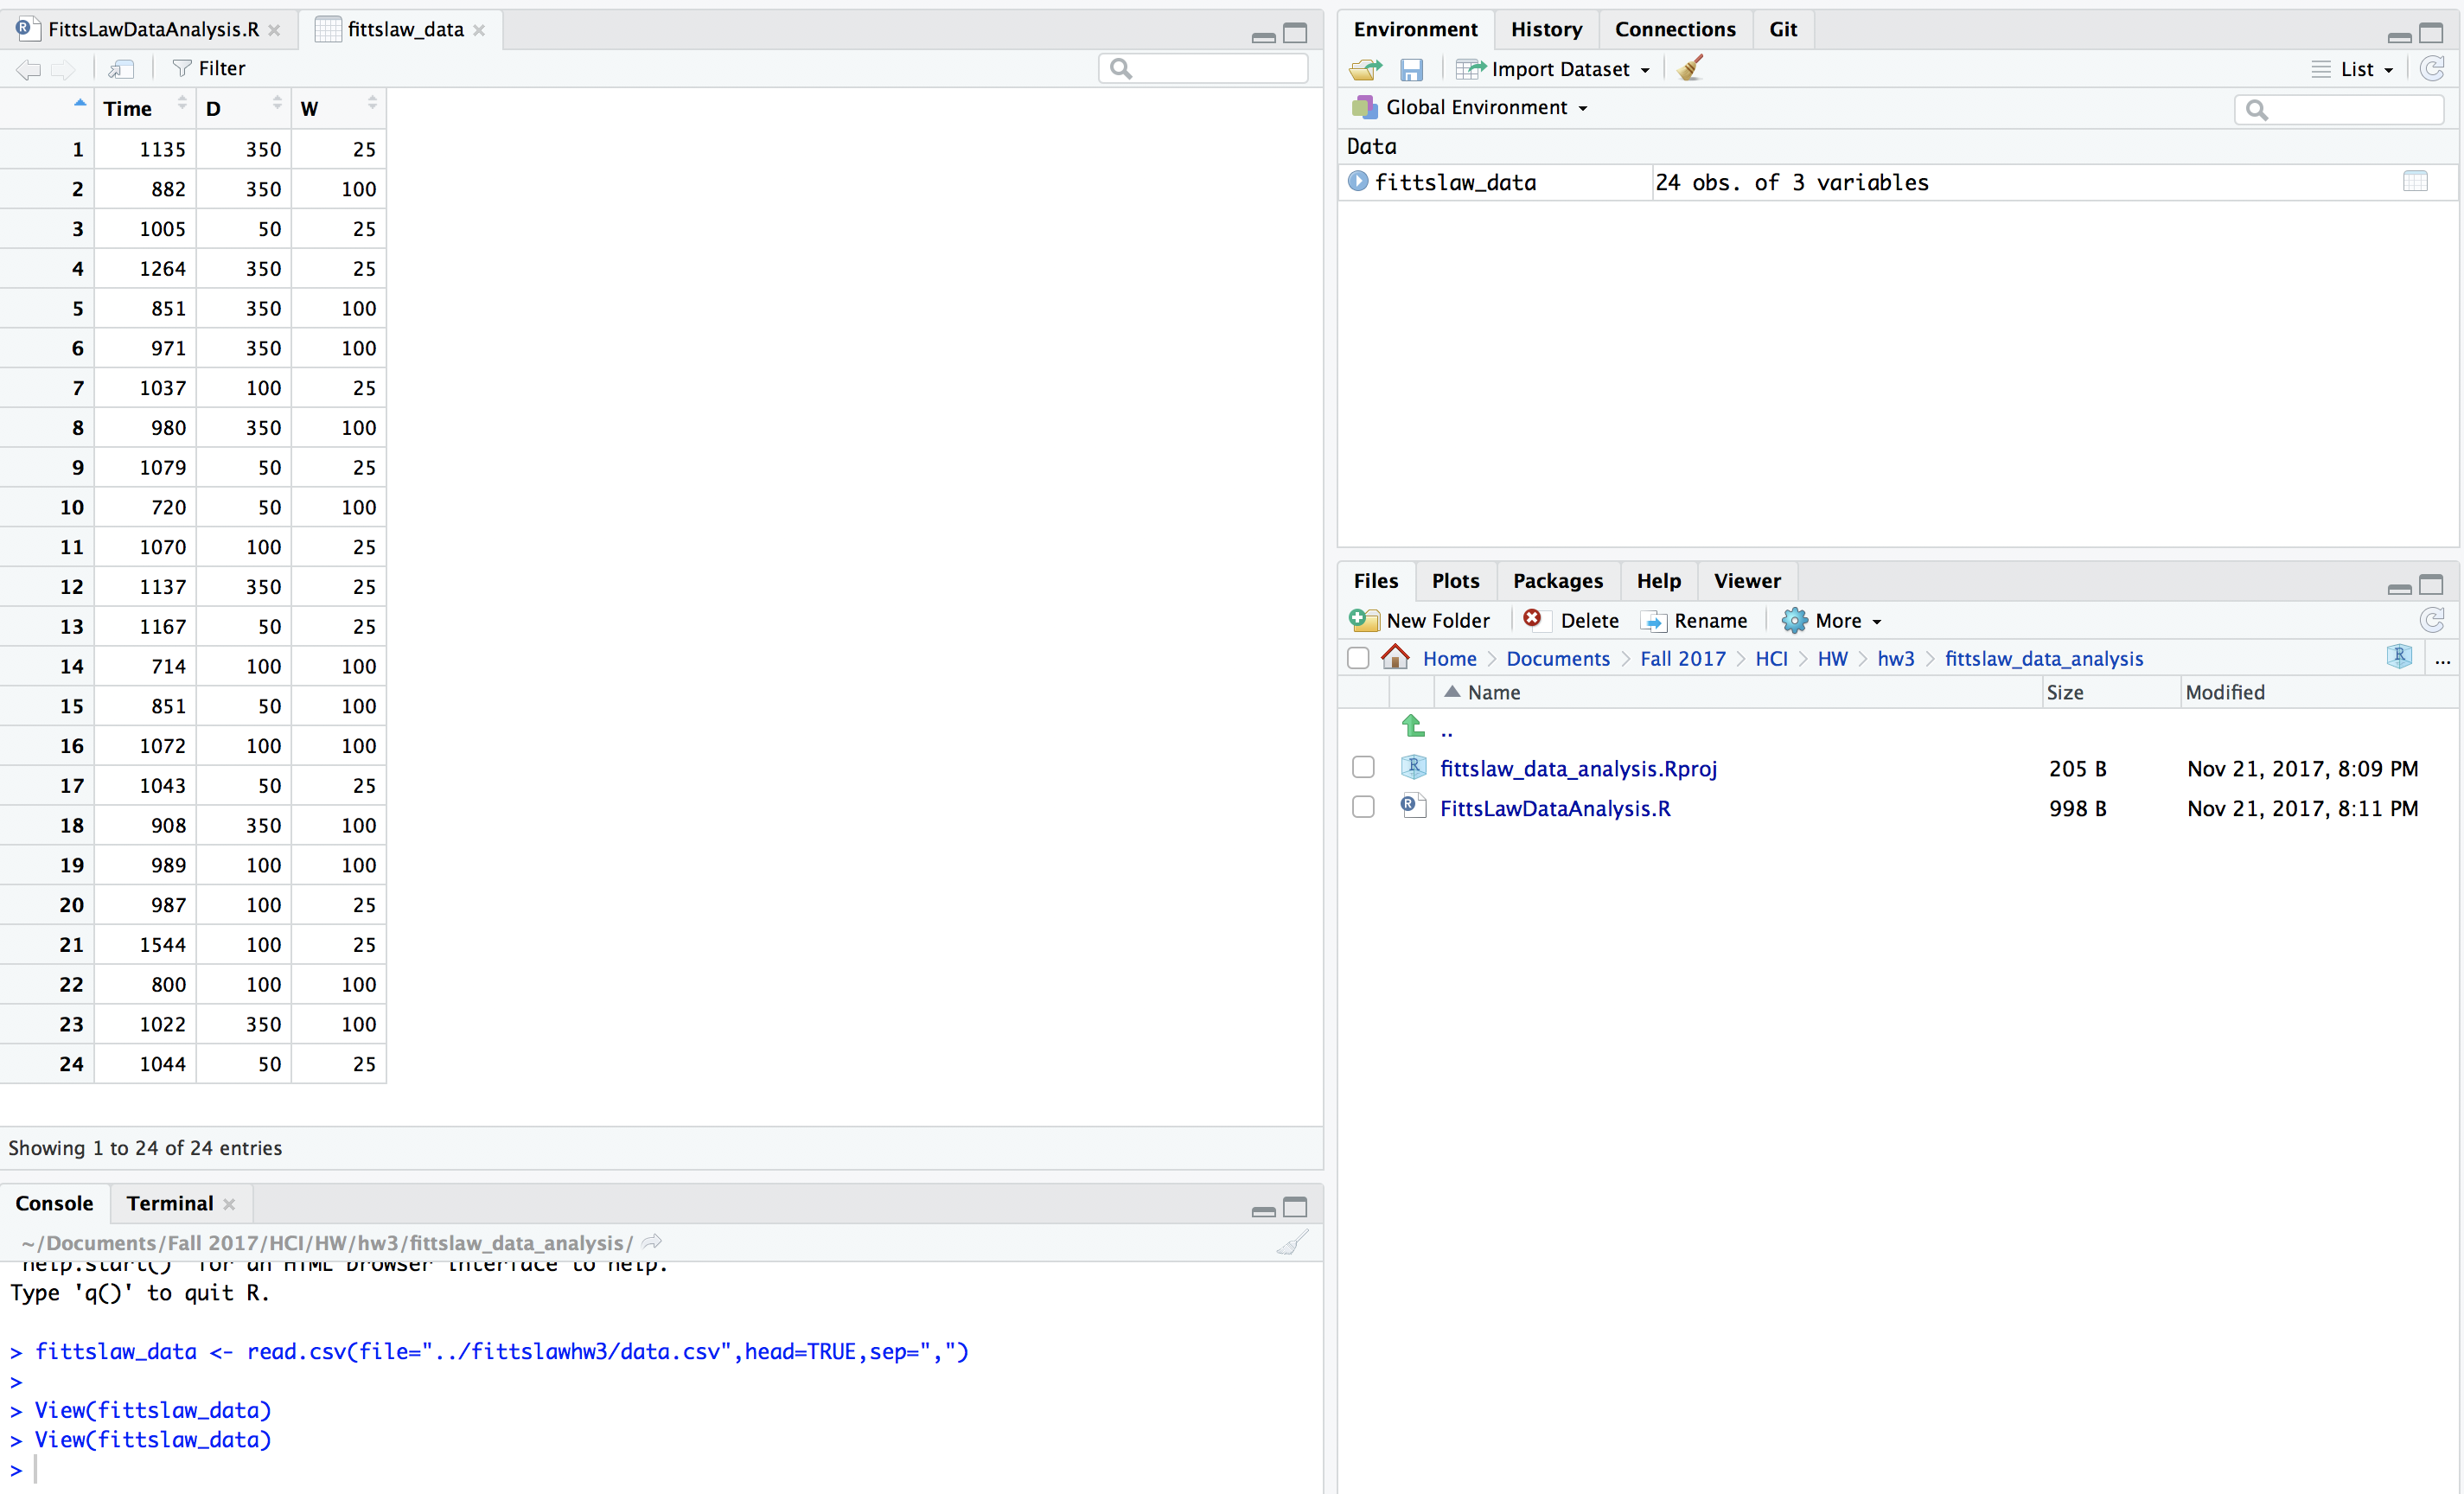 FittsLawDataAnalysis.R
fittslaw_data
Filter
Time D W
1 1135 350 25
2 882 350 100
3 1005 50 25
4 1264 350 25
5 851 350 100
6 971 350 100
7 1037 100 25
8 980 350 100
9 1079 50 25
10 720 50 100
11 1070 100 25
12 1137 350 25
13 1167 50 25
14 714 100 100
15 851 50 100
16 1072 100 100
17 1043 50 25
18 908 350 100
19 989 100 100
20 987 100 25
21 1544 100 25
22 800 100 100
23 1022 350 100
24 1044 50 25
Showing 1 to 24 of 24 entries
Console Terminal
~/Documents/Fall 2017/HCI/HW/hw3/fittslaw_data_analysis/
'help.start()' for an HTML browser interface to help.
Type 'q()' to quit R.
> fittslaw_data <- read.csv(file="../fittslawhw3/data.csv",head=TRUE,sep=",")
>
> View(fittslaw_data)
> View(fittslaw_data)
>
Environment History Connections Git
Import Dataset List
Global Environment
Data
fittslaw_data 24 obs. of 3 variables
Files Plots Packages Help Viewer
New Folder Delete Rename More
Home Documents Fall 2017 HCI HW hw3 fittslaw_data_analysis R ...
Name Size Modified
..
fittslaw_data_analysis.Rproj 205 B Nov 21, 2017, 8:09 PM
FittsLawDataAnalysis.R 998 B Nov 21, 2017, 8:11 PM